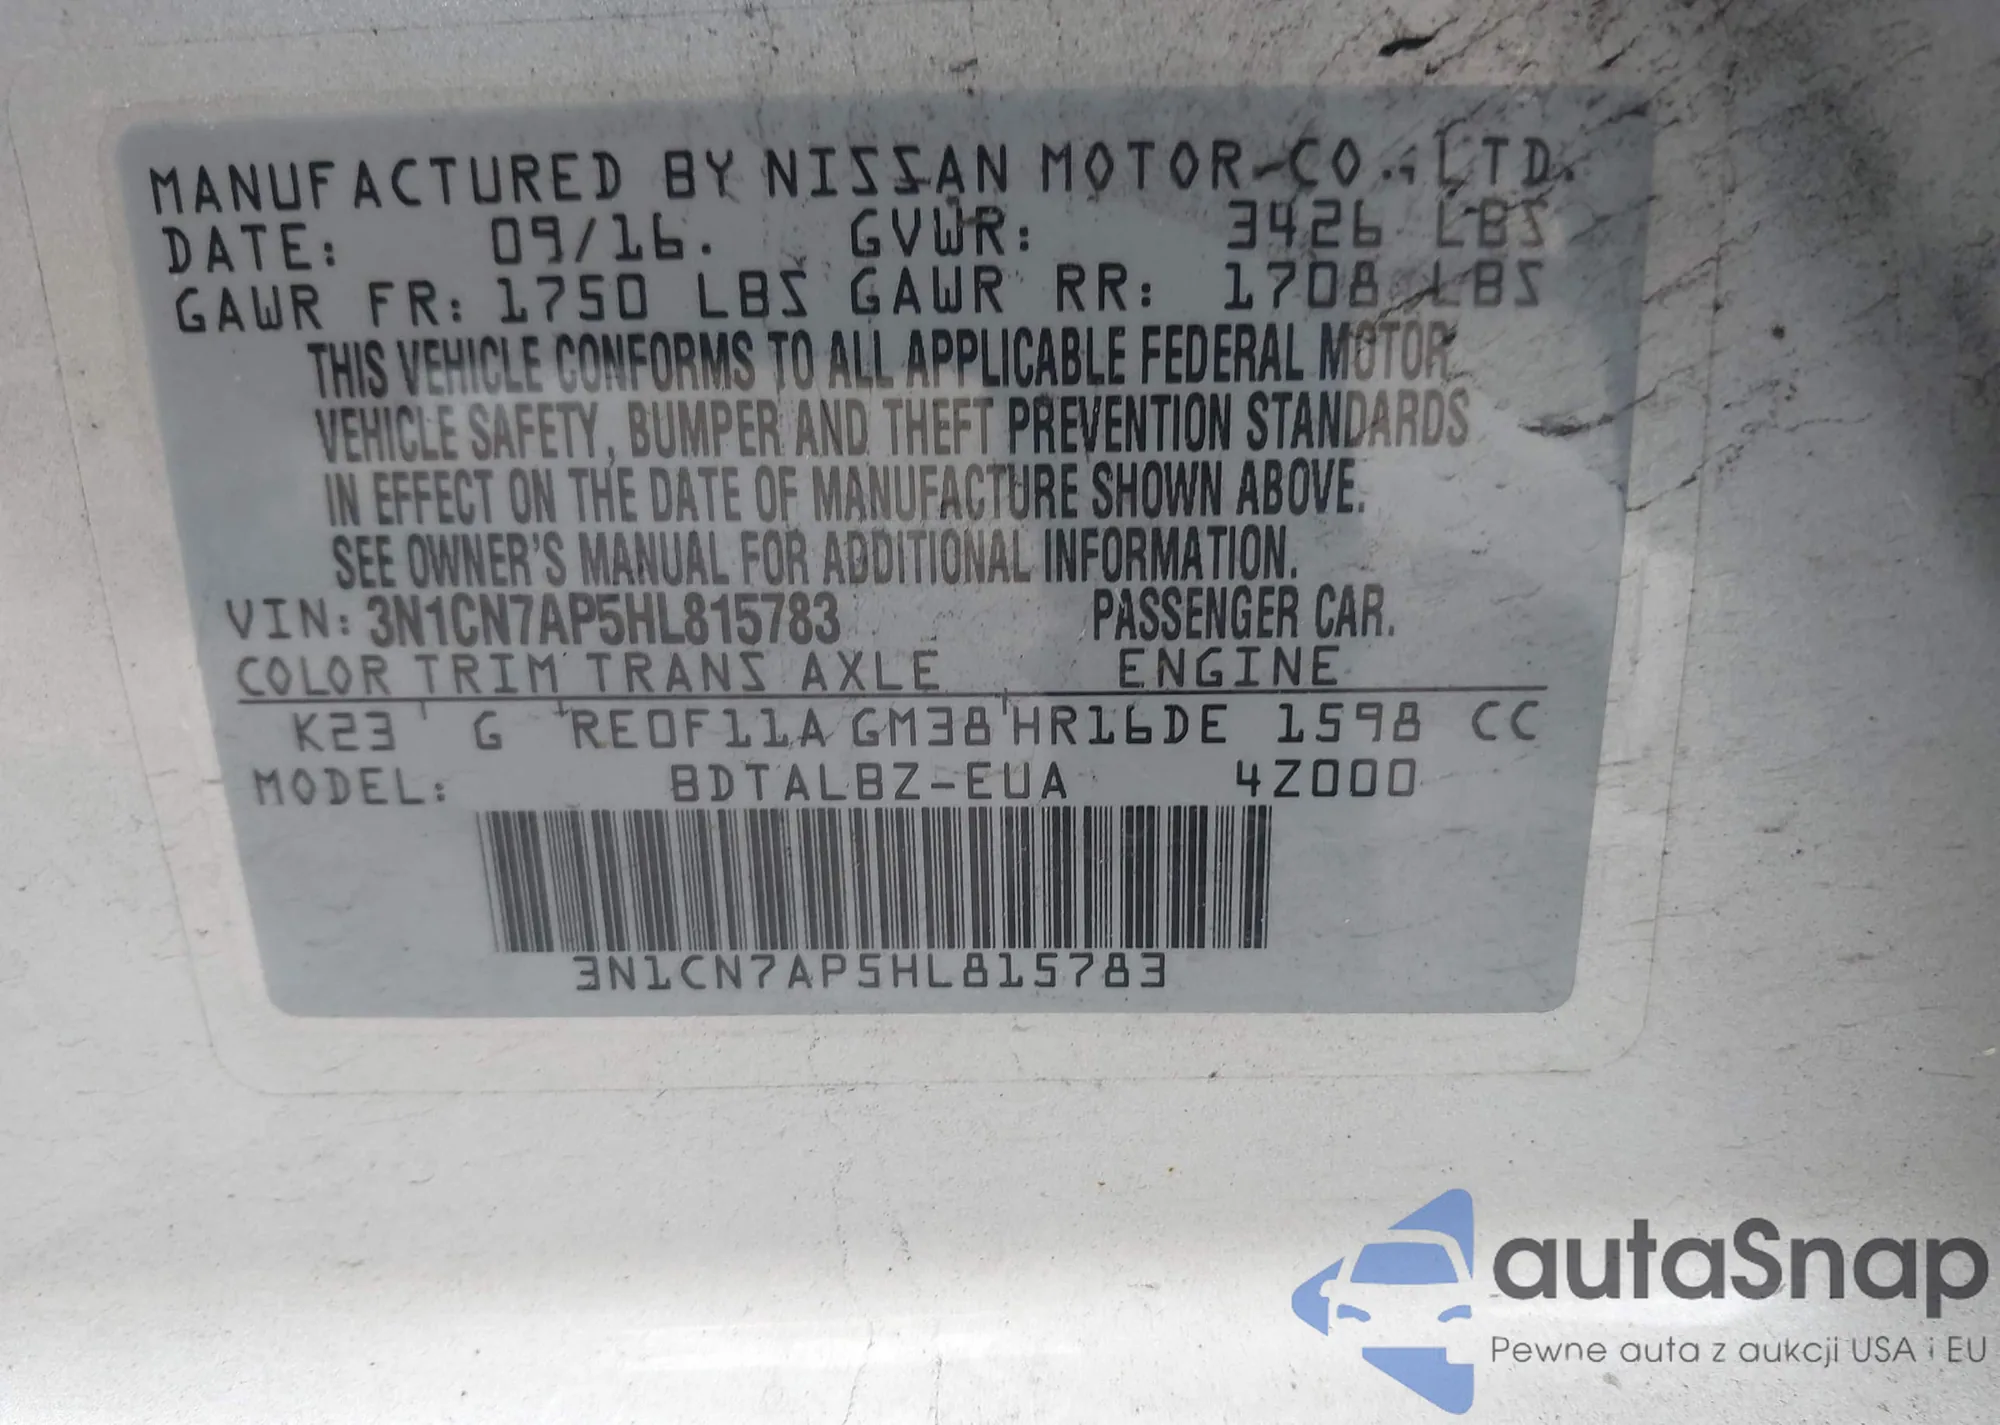 MANUFACTURED BY NISSAN MOTOR CO., LTD.
DATE: 09/16. GVWR: 3426 LBS
GAWR FR: 1750 LBS GAWR RR: 1708 LBS
THIS VEHICLE CONFORMS TO ALL APPLICABLE FEDERAL MOTOR
VEHICLE SAFETY, BUMPER AND THEFT PREVENTION STANDARDS
IN EFFECT ON THE DATE OF MANUFACTURE SHOWN ABOVE.
SEE OWNER'S MANUAL FOR ADDITIONAL INFORMATION.
VIN: 3N1CN7AP5HL815783 PASSENGER CAR.
COLOR TRIM TRANS AXLE ENGINE
K23 G RE0F11A GM38 HR16DE 1598 CC
MODEL: BDTALBZ-EUA 4Z000
3N1CN7AP5HL815783
autaSnap
Pewne auta z aukcji USA i EU